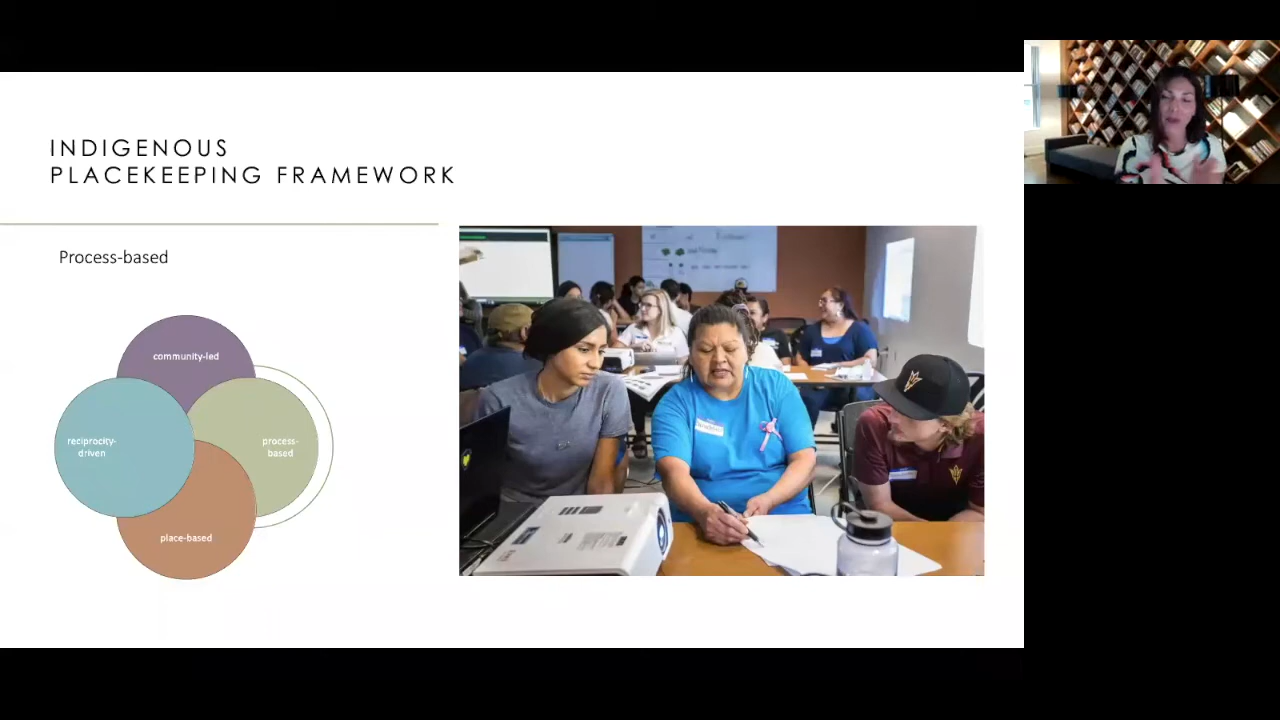 INDIGENOUS
PLACEKEEPING FRAMEWORK
Process-based
community-led
reciprocity-
driven
process-
based
place-based